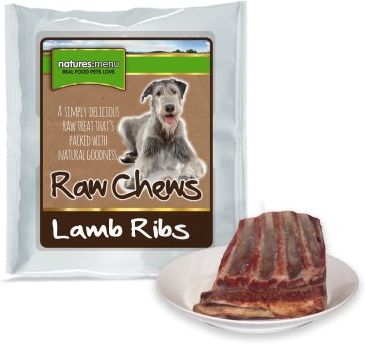 natures:menu
REAL FOOD PETS LOVE
A SIMPLY DELICIOUS
RAW TREAT THAT'S
PACKED WITH
NATURAL GOODNESS
Raw Chews
Lamb Ribs